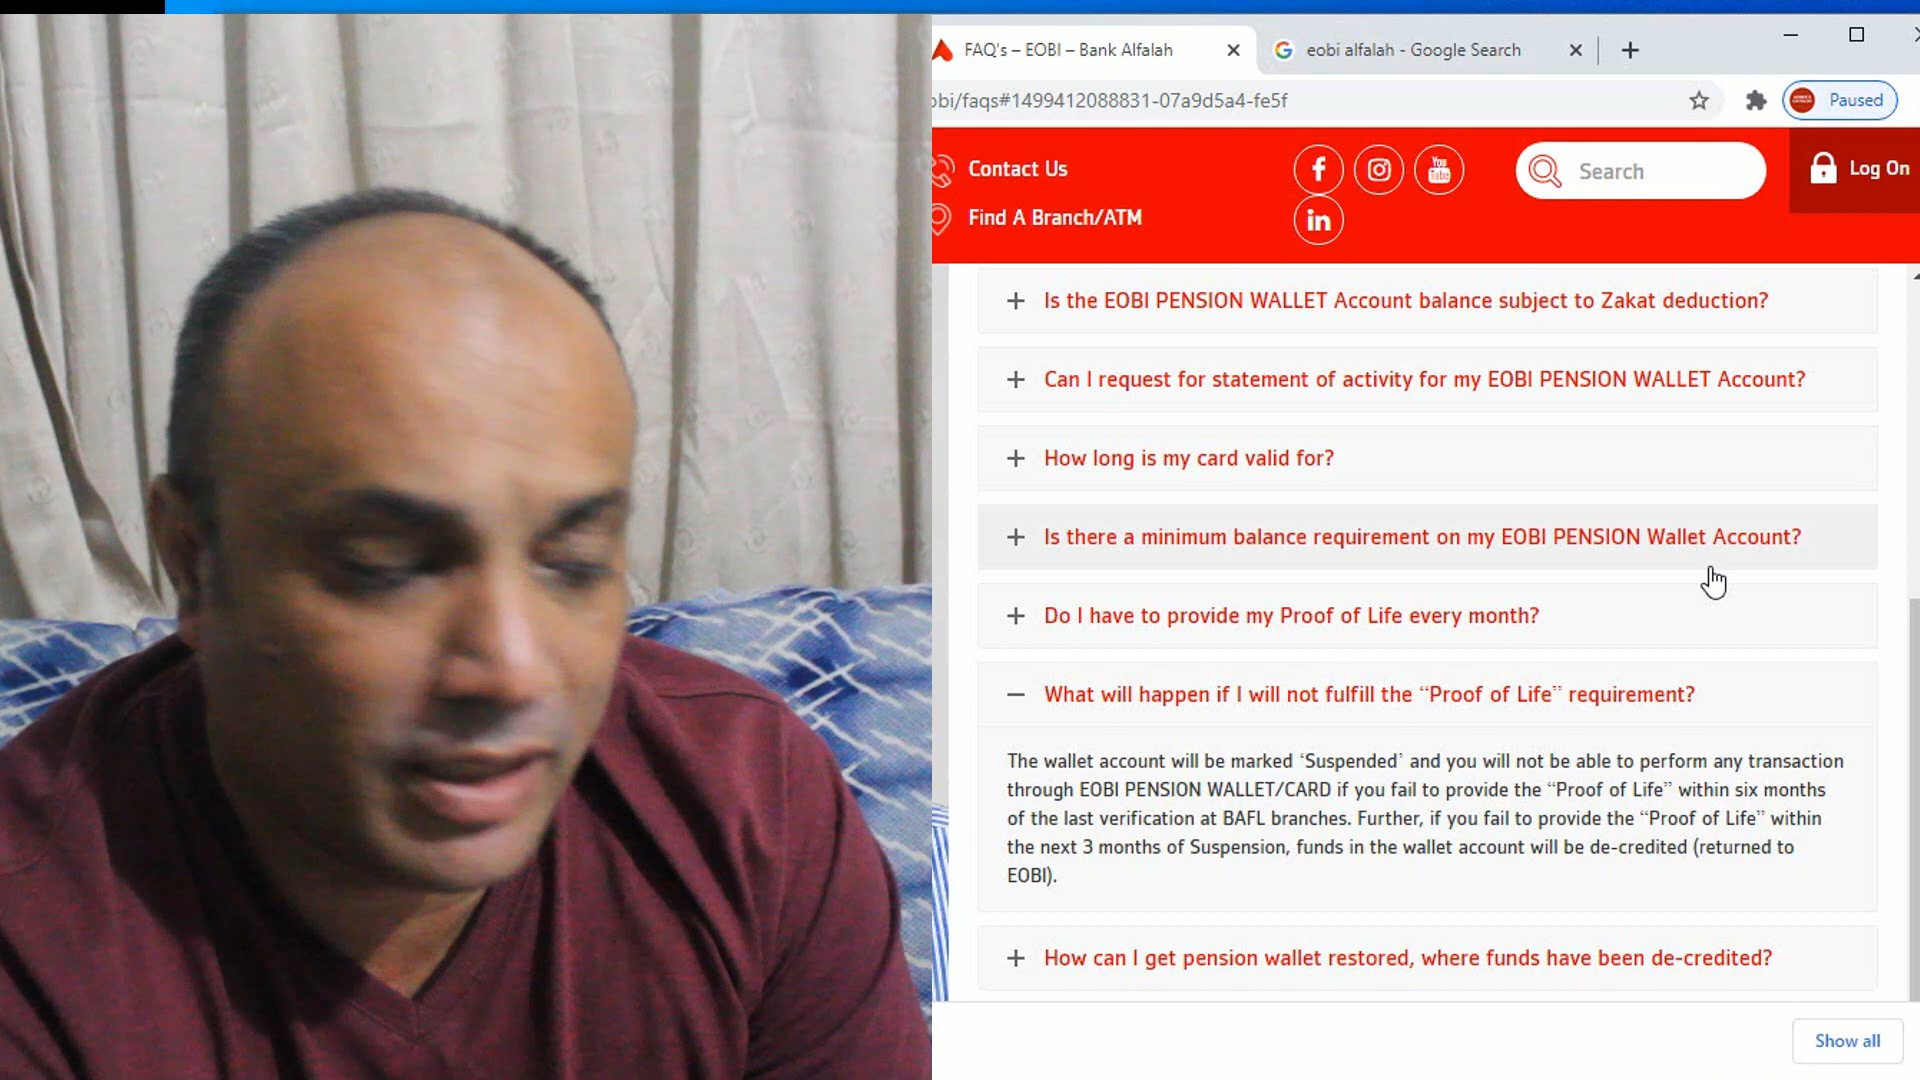 FAQ's – EOBI – Bank Alfalah
eobi alfalah - Google Search
obi/faqs#1499412088831-07a9d5a4-fe5f
Paused
Contact Us
Find A Branch/ATM
You
Tube
in
Search
Log On
Is the EOBI PENSION WALLET Account balance subject to Zakat deduction?
Can I request for statement of activity for my EOBI PENSION WALLET Account?
How long is my card valid for?
Is there a minimum balance requirement on my EOBI PENSION Wallet Account?
Do I have to provide my Proof of Life every month?
What will happen if I will not fulfill the “Proof of Life” requirement?
The wallet account will be marked ‘Suspended’ and you will not be able to perform any transaction
through EOBI PENSION WALLET/CARD if you fail to provide the “Proof of Life” within six months
of the last verification at BAFL branches. Further, if you fail to provide the “Proof of Life” within
the next 3 months of Suspension, funds in the wallet account will be de-credited (returned to
EOBI).
How can I get pension wallet restored, where funds have been de-credited?
Show all